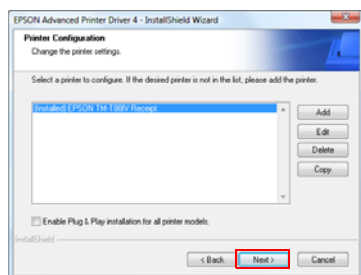 EPSON Advanced Printer Driver 4 - InstallShield Wizard
Printer Configuration
Change the printer settings.
Select a printer to configure. If the desired printer is not in the list, please add the printer.
(Installed) EPSON TM-T88IV Receipt
Add
Edit
Delete
Copy
Enable Plug & Play installation for all printer models.
InstallShield
< Back
Next >
Cancel